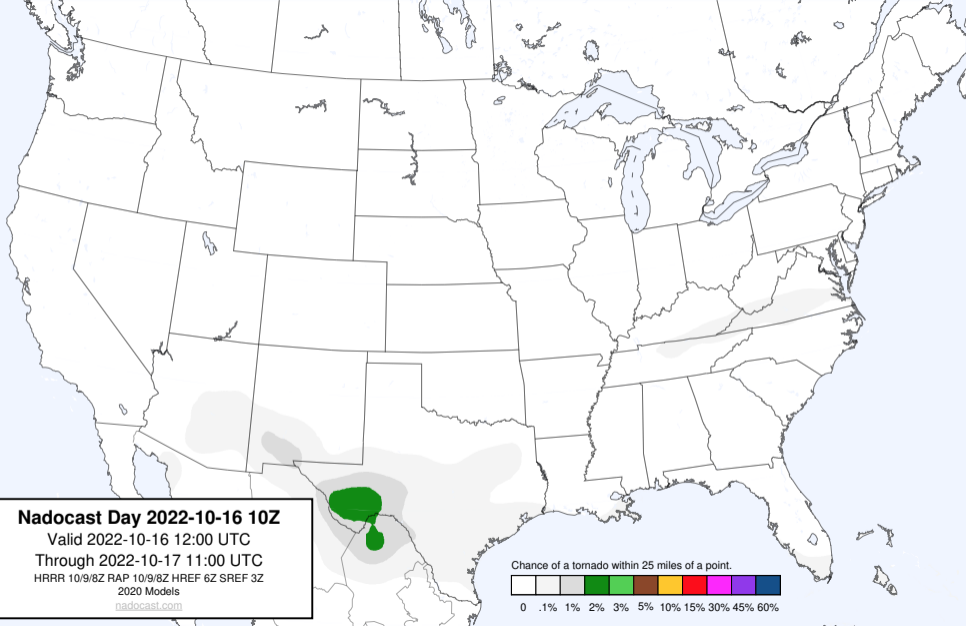 Nadocast Day 2022-10-16 10Z
Valid 2022-10-16 12:00 UTC
Through 2022-10-17 11:00 UTC
HRRR 10/9/8Z RAP 10/9/8Z HREF 6Z SREF 3Z
2020 Models
nadocast.com
Chance of a tornado within 25 miles of a point.
0 .1% 1% 2% 3% 5% 10% 15% 30% 45% 60%